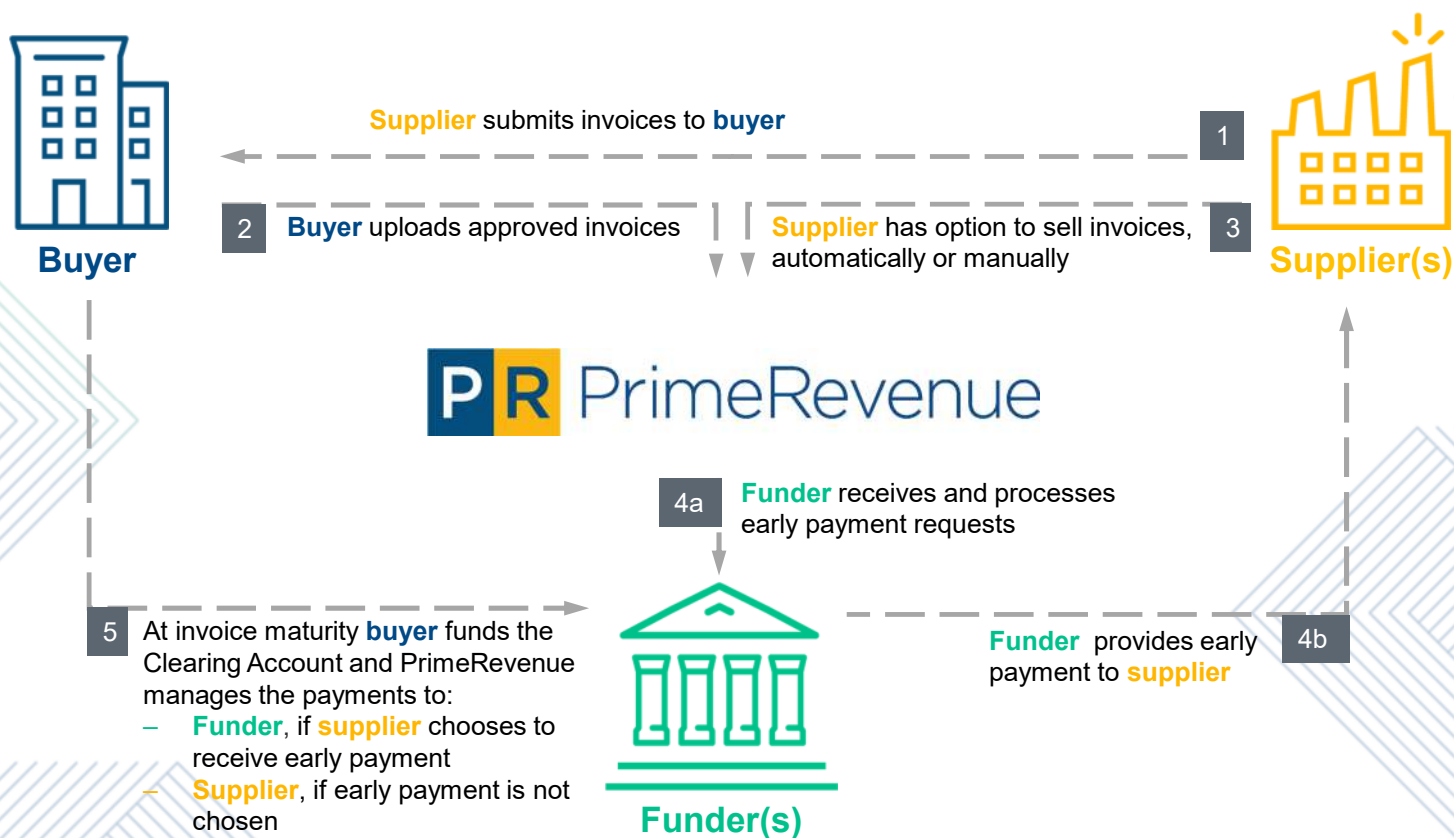 Supplier submits invoices to buyer
1
2
Buyer uploads approved invoices
Supplier has option to sell invoices,
automatically or manually
3
Buyer
Supplier(s)
PR PrimeRevenue
4a
Funder receives and processes
early payment requests
5
At invoice maturity buyer funds the
Clearing Account and PrimeRevenue
manages the payments to:
– Funder, if supplier chooses to
receive early payment
– Supplier, if early payment is not
chosen
Funder provides early
payment to supplier
4b
Funder(s)